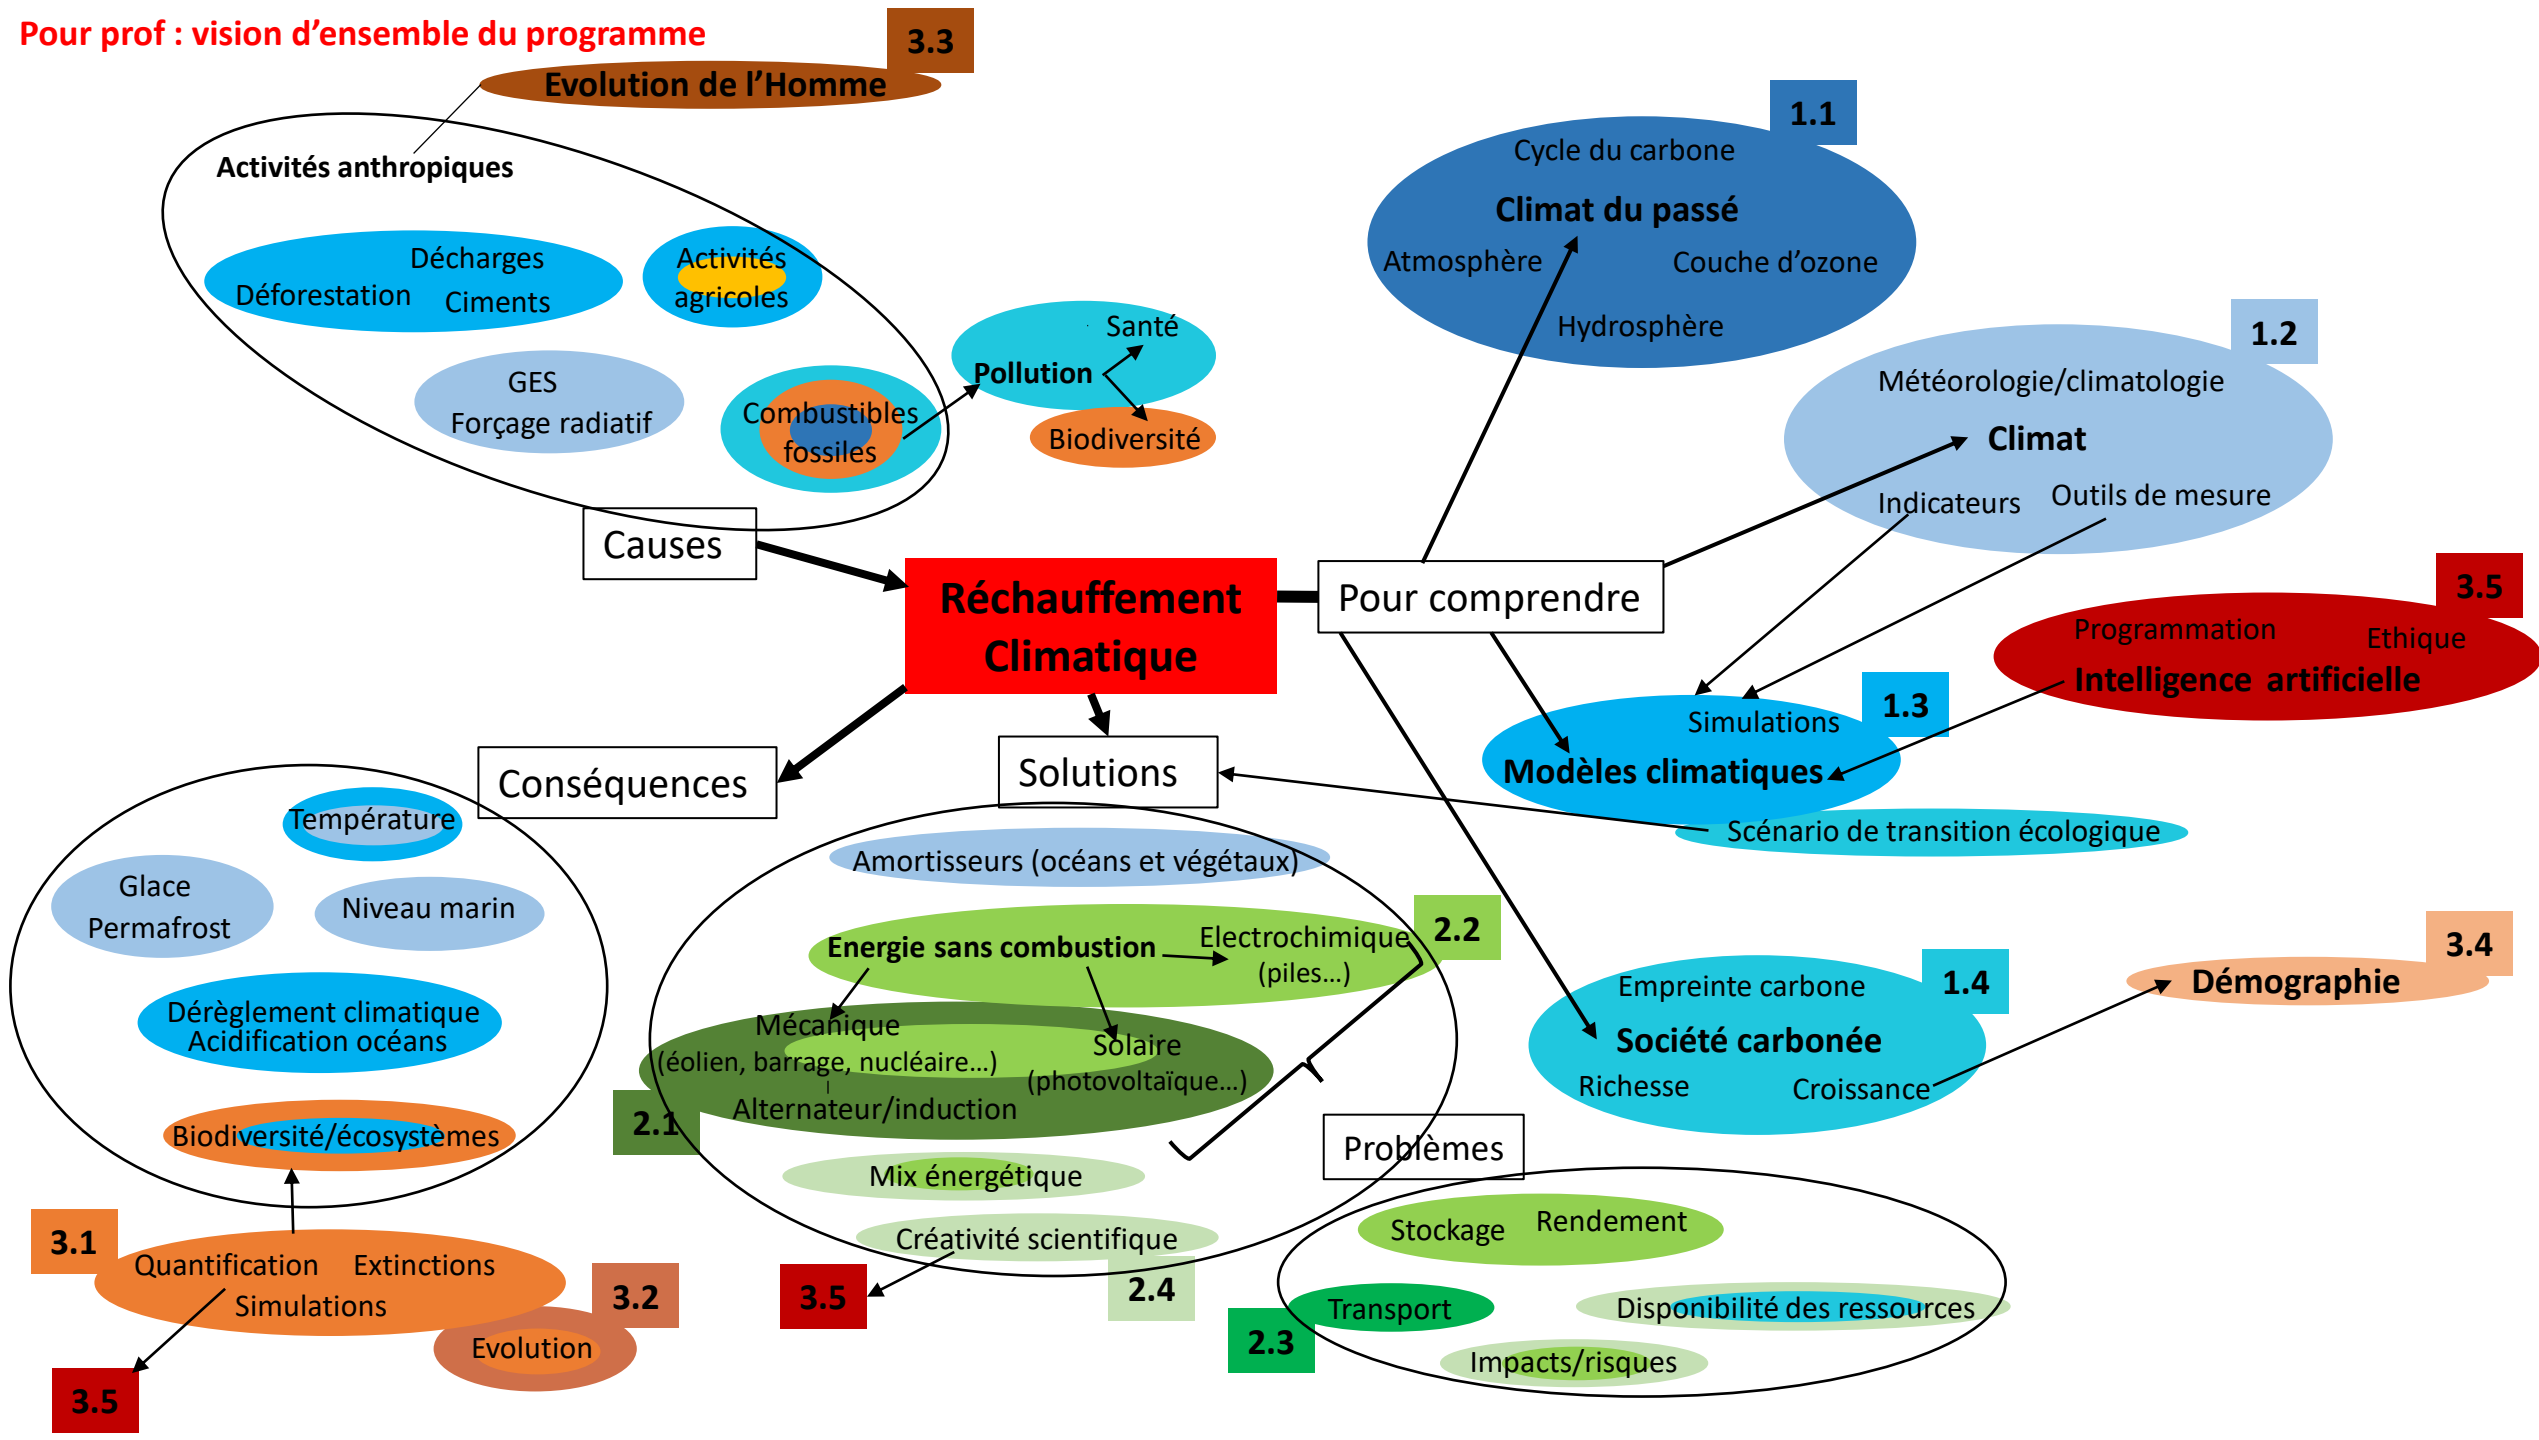 Pour prof : vision d’ensemble du programme
3.3
Evolution de l’Homme
Activités anthropiques
Décharges
Déforestation
Ciments
Activités
agricoles
GES
Forçage radiatif
Combustibles
fossiles
Santé
Pollution
Biodiversité
1.1
Cycle du carbone
Climat du passé
Atmosphère
Couche d’ozone
Hydrosphère
1.2
Météorologie/climatologie
Climat
Indicateurs
Outils de mesure
Causes
Réchauffement
Climatique
Pour comprendre
3.5
Programmation
Ethique
Intelligence artificielle
1.3
Simulations
Modèles climatiques
Scénario de transition écologique
Conséquences
Solutions
Température
Glace
Permafrost
Niveau marin
Dérèglement climatique
Acidification océans
Biodiversité/écosystèmes
3.1
Quantification
Extinctions
Simulations
3.2
Evolution
3.5
Amortisseurs (océans et végétaux)
2.2
Energie sans combustion
Electrochimique
(piles…)
Mécanique
(éolien, barrage, nucléaire…)
Solaire
(photovoltaïque…)
Alternateur/induction
2.1
Mix énergétique
Créativité scientifique
3.5
2.4
1.4
Empreinte carbone
Société carbonée
Richesse
Croissance
3.4
Démographie
Problèmes
Stockage
Rendement
Transport
2.3
Disponibilité des ressources
Impacts/risques